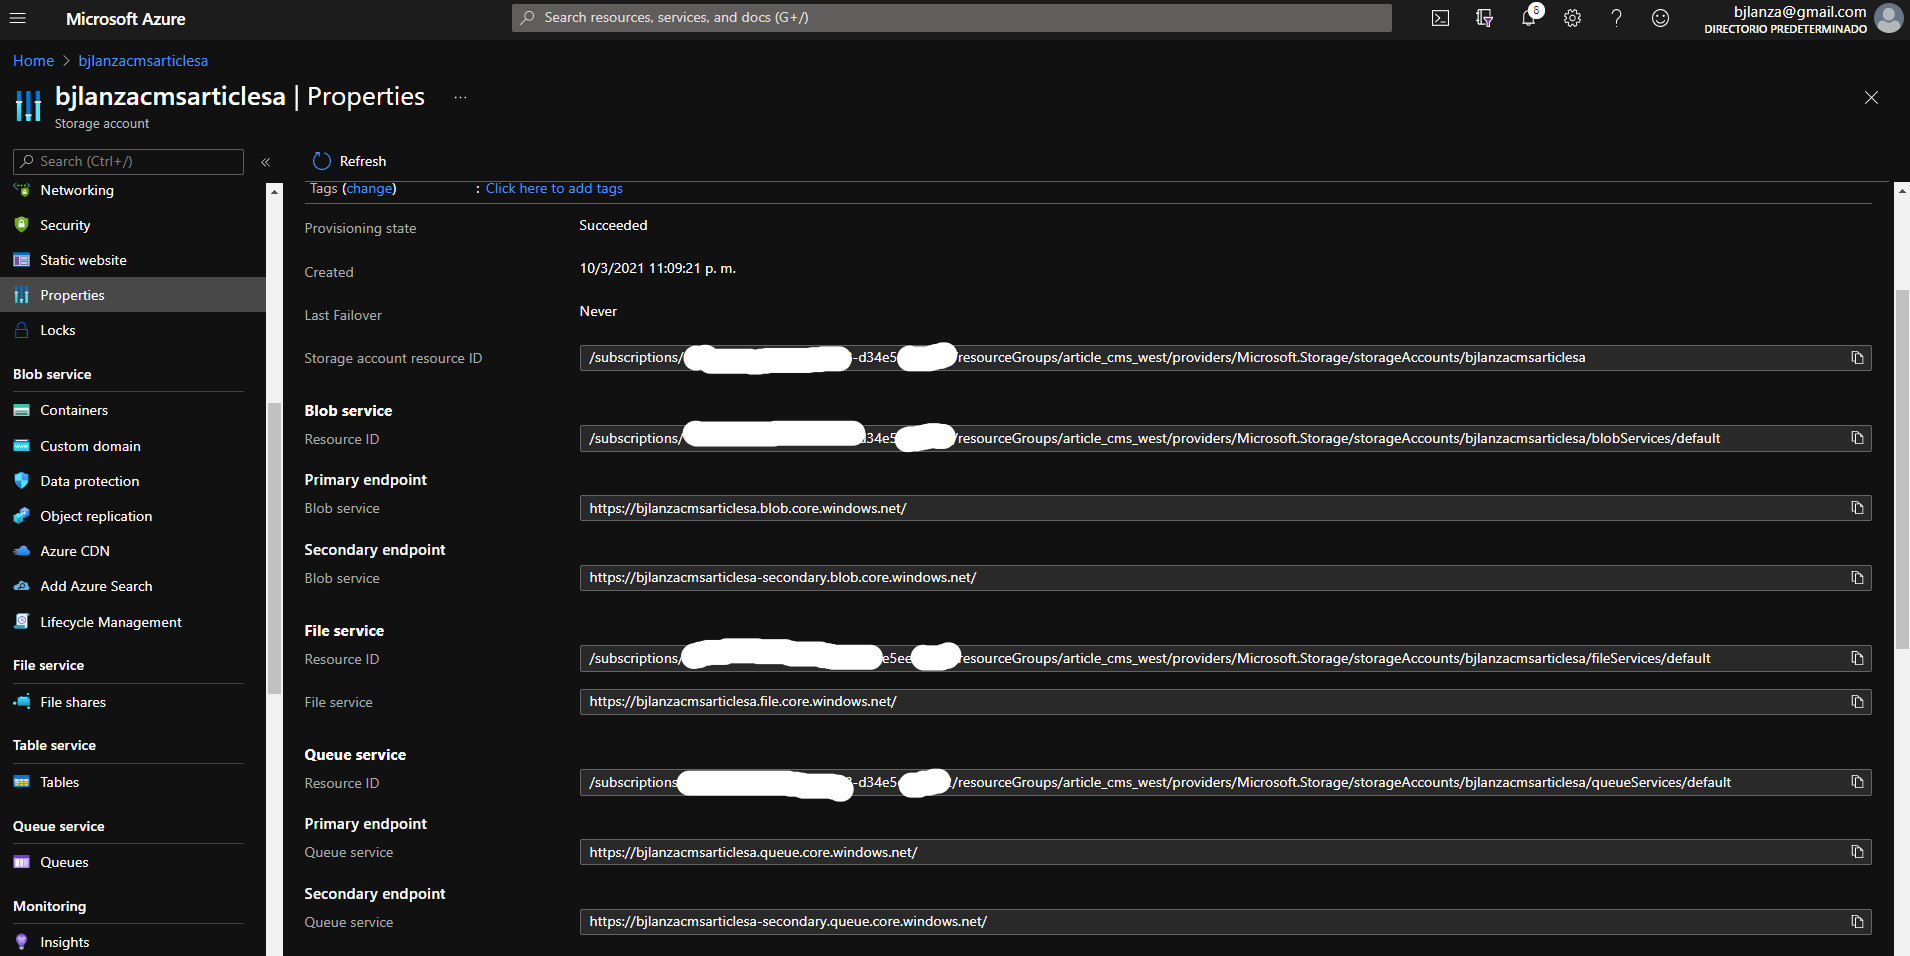 Microsoft Azure
Search resources, services, and docs (G+/)
8
bjlanza@gmail.com
DIRECTORIO PREDETERMINADO
Home > bjlanzacmsarticlesa
bjlanzacmsarticlesa | Properties ...
Storage account
Search (Ctrl+/)
«
Networking
Security
Static website
Properties
Locks
Blob service
Containers
Custom domain
Data protection
Object replication
Azure CDN
Add Azure Search
Lifecycle Management
File service
File shares
Table service
Tables
Queue service
Queues
Monitoring
Insights
Refresh
Tags (change) : Click here to add tags
Provisioning state Succeeded
Created 10/3/2021 11:09:21 p. m.
Last Failover Never
Storage account resource ID /subscriptions/ -d34e5 resourceGroups/article_cms_west/providers/Microsoft.Storage/storageAccounts/bjlanzacmsarticlesa
Blob service
Resource ID /subscriptions/ d34e5 /resourceGroups/article_cms_west/providers/Microsoft.Storage/storageAccounts/bjlanzacmsarticlesa/blobServices/default
Primary endpoint
Blob service https://bjlanzacmsarticlesa.blob.core.windows.net/
Secondary endpoint
Blob service https://bjlanzacmsarticlesa-secondary.blob.core.windows.net/
File service
Resource ID /subscriptions/ e5ee resourceGroups/article_cms_west/providers/Microsoft.Storage/storageAccounts/bjlanzacmsarticlesa/fileServices/default
File service https://bjlanzacmsarticlesa.file.core.windows.net/
Queue service
Resource ID /subscriptions -d34e5 /resourceGroups/article_cms_west/providers/Microsoft.Storage/storageAccounts/bjlanzacmsarticlesa/queueServices/default
Primary endpoint
Queue service https://bjlanzacmsarticlesa.queue.core.windows.net/
Secondary endpoint
Queue service https://bjlanzacmsarticlesa-secondary.queue.core.windows.net/